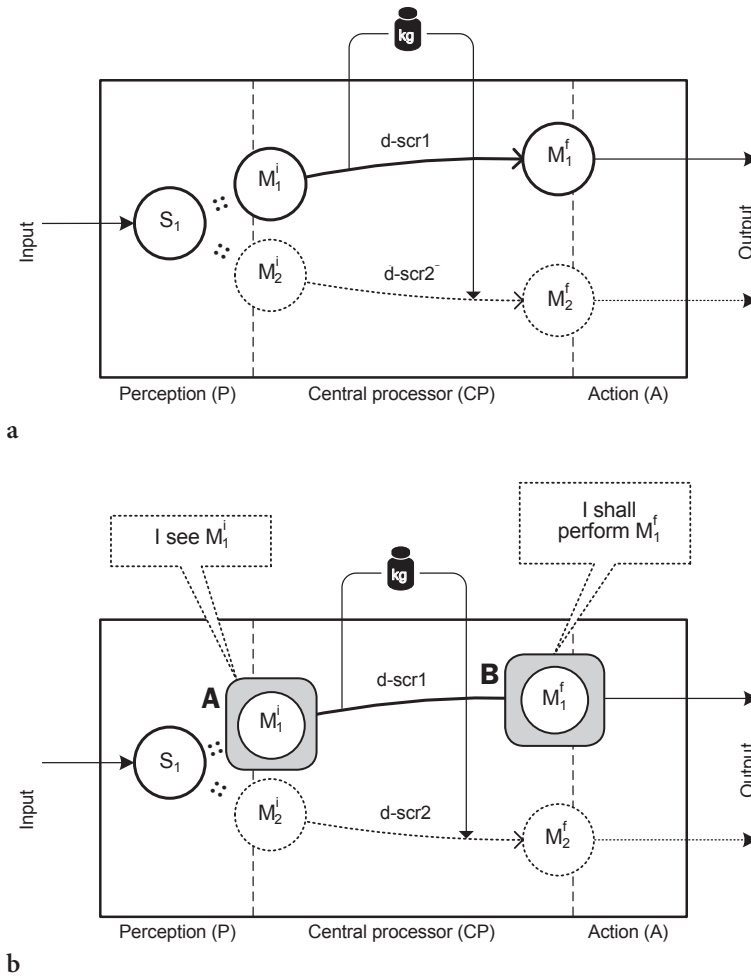 kg
d-scr1
M₁ⁱ
M₁ᶠ
S₁
Input
Output
M₂ⁱ
d-scr2
M₂ᶠ
Perception (P) Central processor (CP) Action (A)
a
I see M₁ⁱ
I shall
perform M₁ᶠ
kg
A
B
d-scr1
M₁ⁱ
M₁ᶠ
S₁
Input
Output
M₂ⁱ
d-scr2
M₂ᶠ
Perception (P) Central processor (CP) Action (A)
b